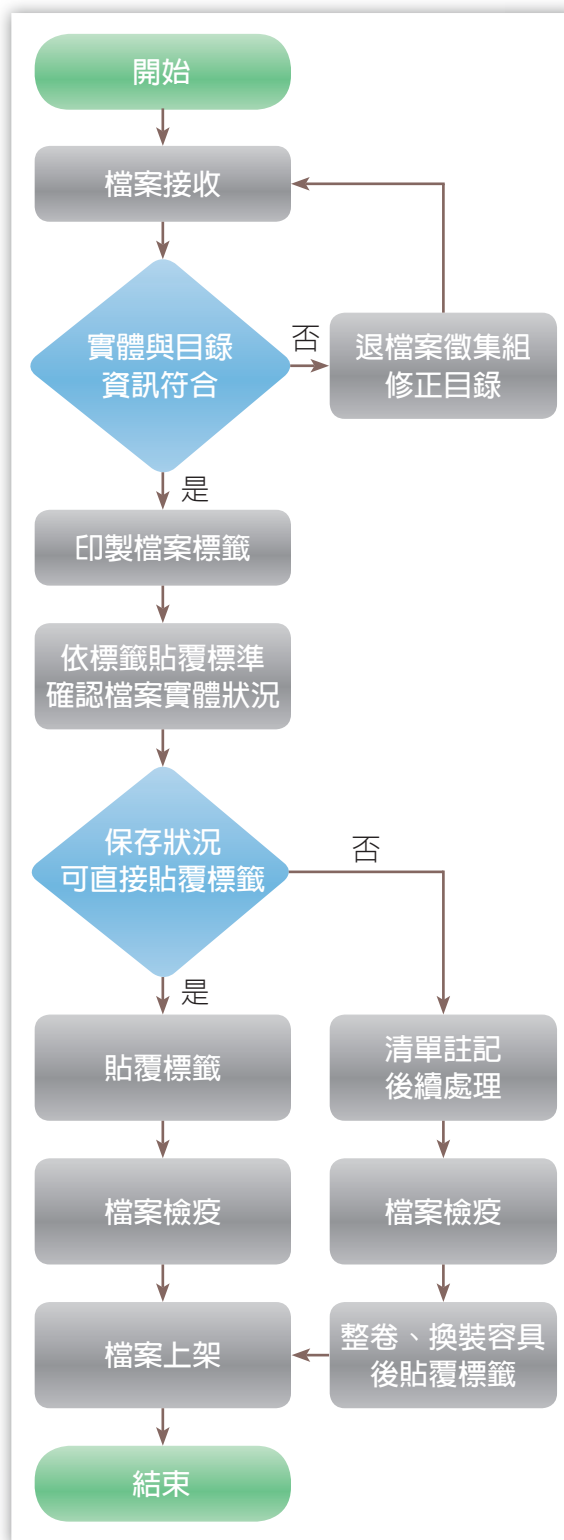 開始
檔案接收
實體與目錄
資訊符合
否
退檔案徵集組
修正目錄
是
印製檔案標籤
依標籤貼覆標準
確認檔案實體狀況
保存狀況
可直接貼覆標籤
否
是
貼覆標籤
清單註記
後續處理
檔案檢疫
檔案檢疫
檔案上架
整卷、換裝容具
後貼覆標籤
結束